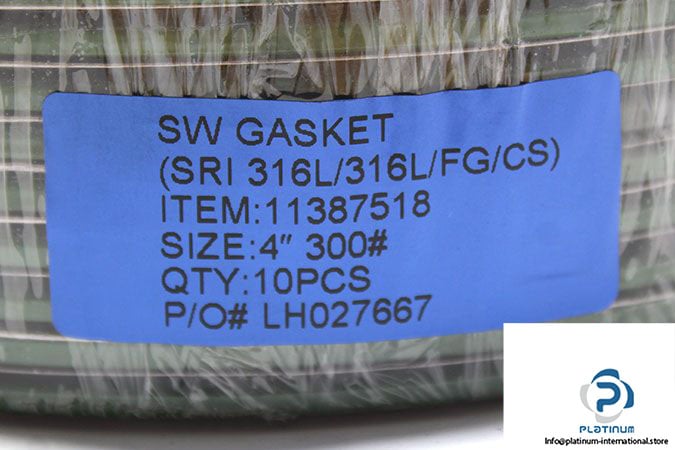 SW GASKET
(SRI 316L/316L/FG/CS)
ITEM:11387518
SIZE:4" 300#
QTY:10PCS
P/O# LH027667
PLATINUM
Info@platinum-international.store